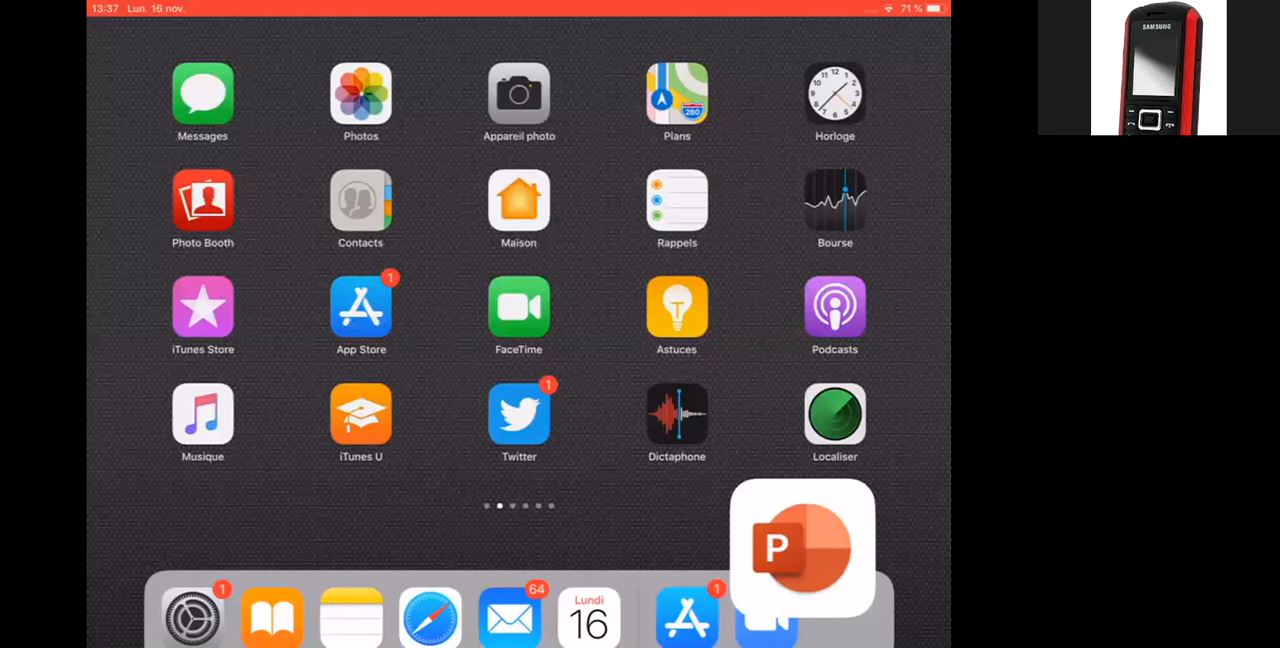 13:37 Lun. 16 nov. 71 %
SAMSUNG
280
Messages Photos Appareil photo Plans Horloge
Photo Booth Contacts Maison Rappels Bourse
1
iTunes Store App Store FaceTime Astuces Podcasts
1
Musique iTunes U Twitter Dictaphone Localiser
P
1 64 1
Lundi
16